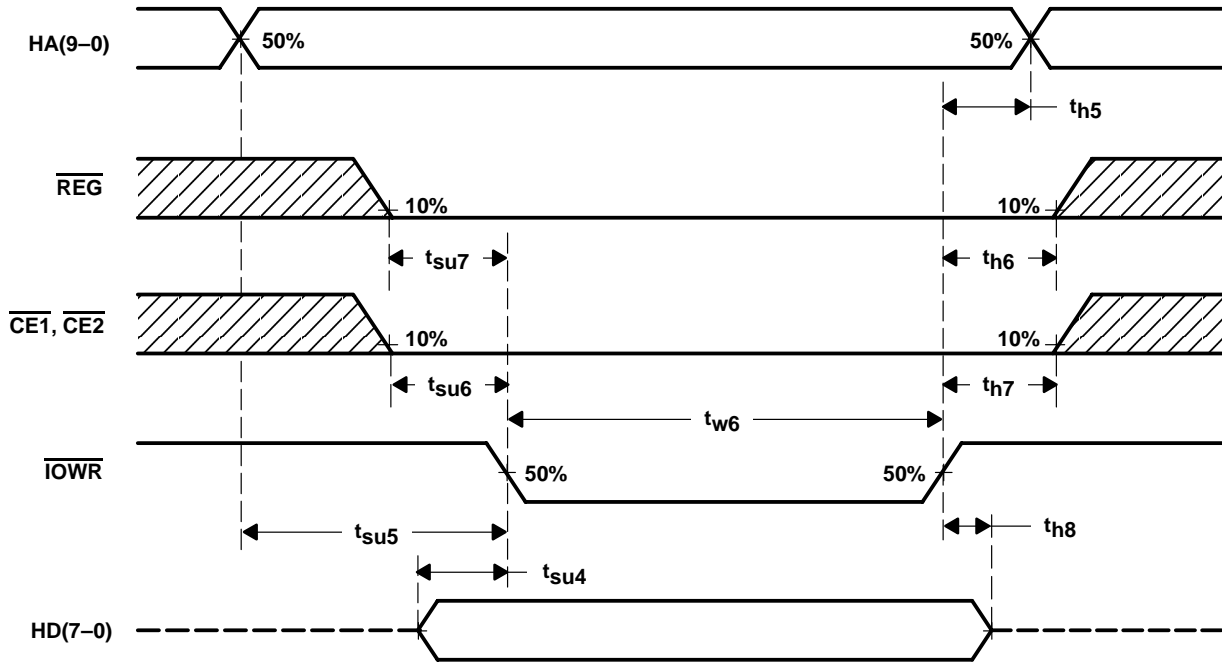 HA(9–0)
50%
50%
th5
REG
10%
10%
tsu7
th6
CE1, CE2
10%
10%
tsu6
th7
tw6
IOWR
50%
50%
tsu5
th8
tsu4
HD(7–0)